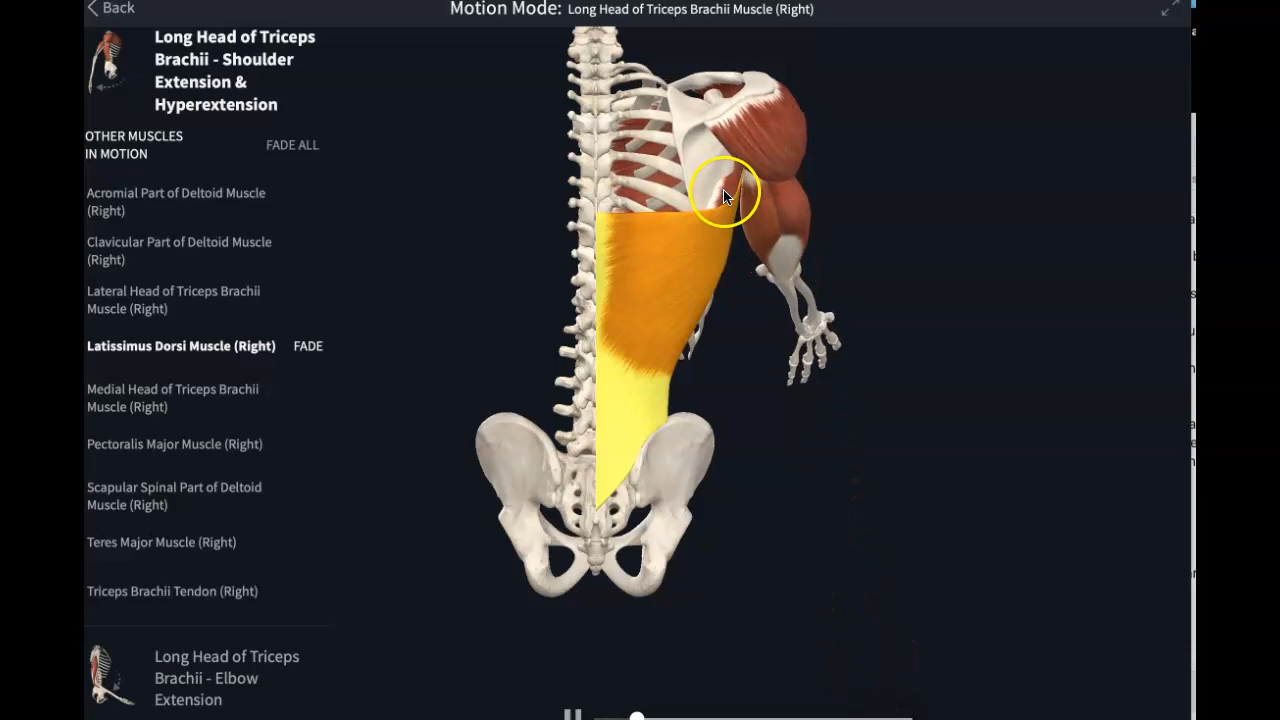 Back
Motion Mode: Long Head of Triceps Brachii Muscle (Right)
Long Head of Triceps
Brachii - Shoulder
Extension &
Hyperextension
OTHER MUSCLES
IN MOTION
FADE ALL
Acromial Part of Deltoid Muscle
(Right)
Clavicular Part of Deltoid Muscle
(Right)
Lateral Head of Triceps Brachii
Muscle (Right)
Latissimus Dorsi Muscle (Right) FADE
Medial Head of Triceps Brachii
Muscle (Right)
Pectoralis Major Muscle (Right)
Scapular Spinal Part of Deltoid
Muscle (Right)
Teres Major Muscle (Right)
Triceps Brachii Tendon (Right)
Long Head of Triceps
Brachii - Elbow
Extension